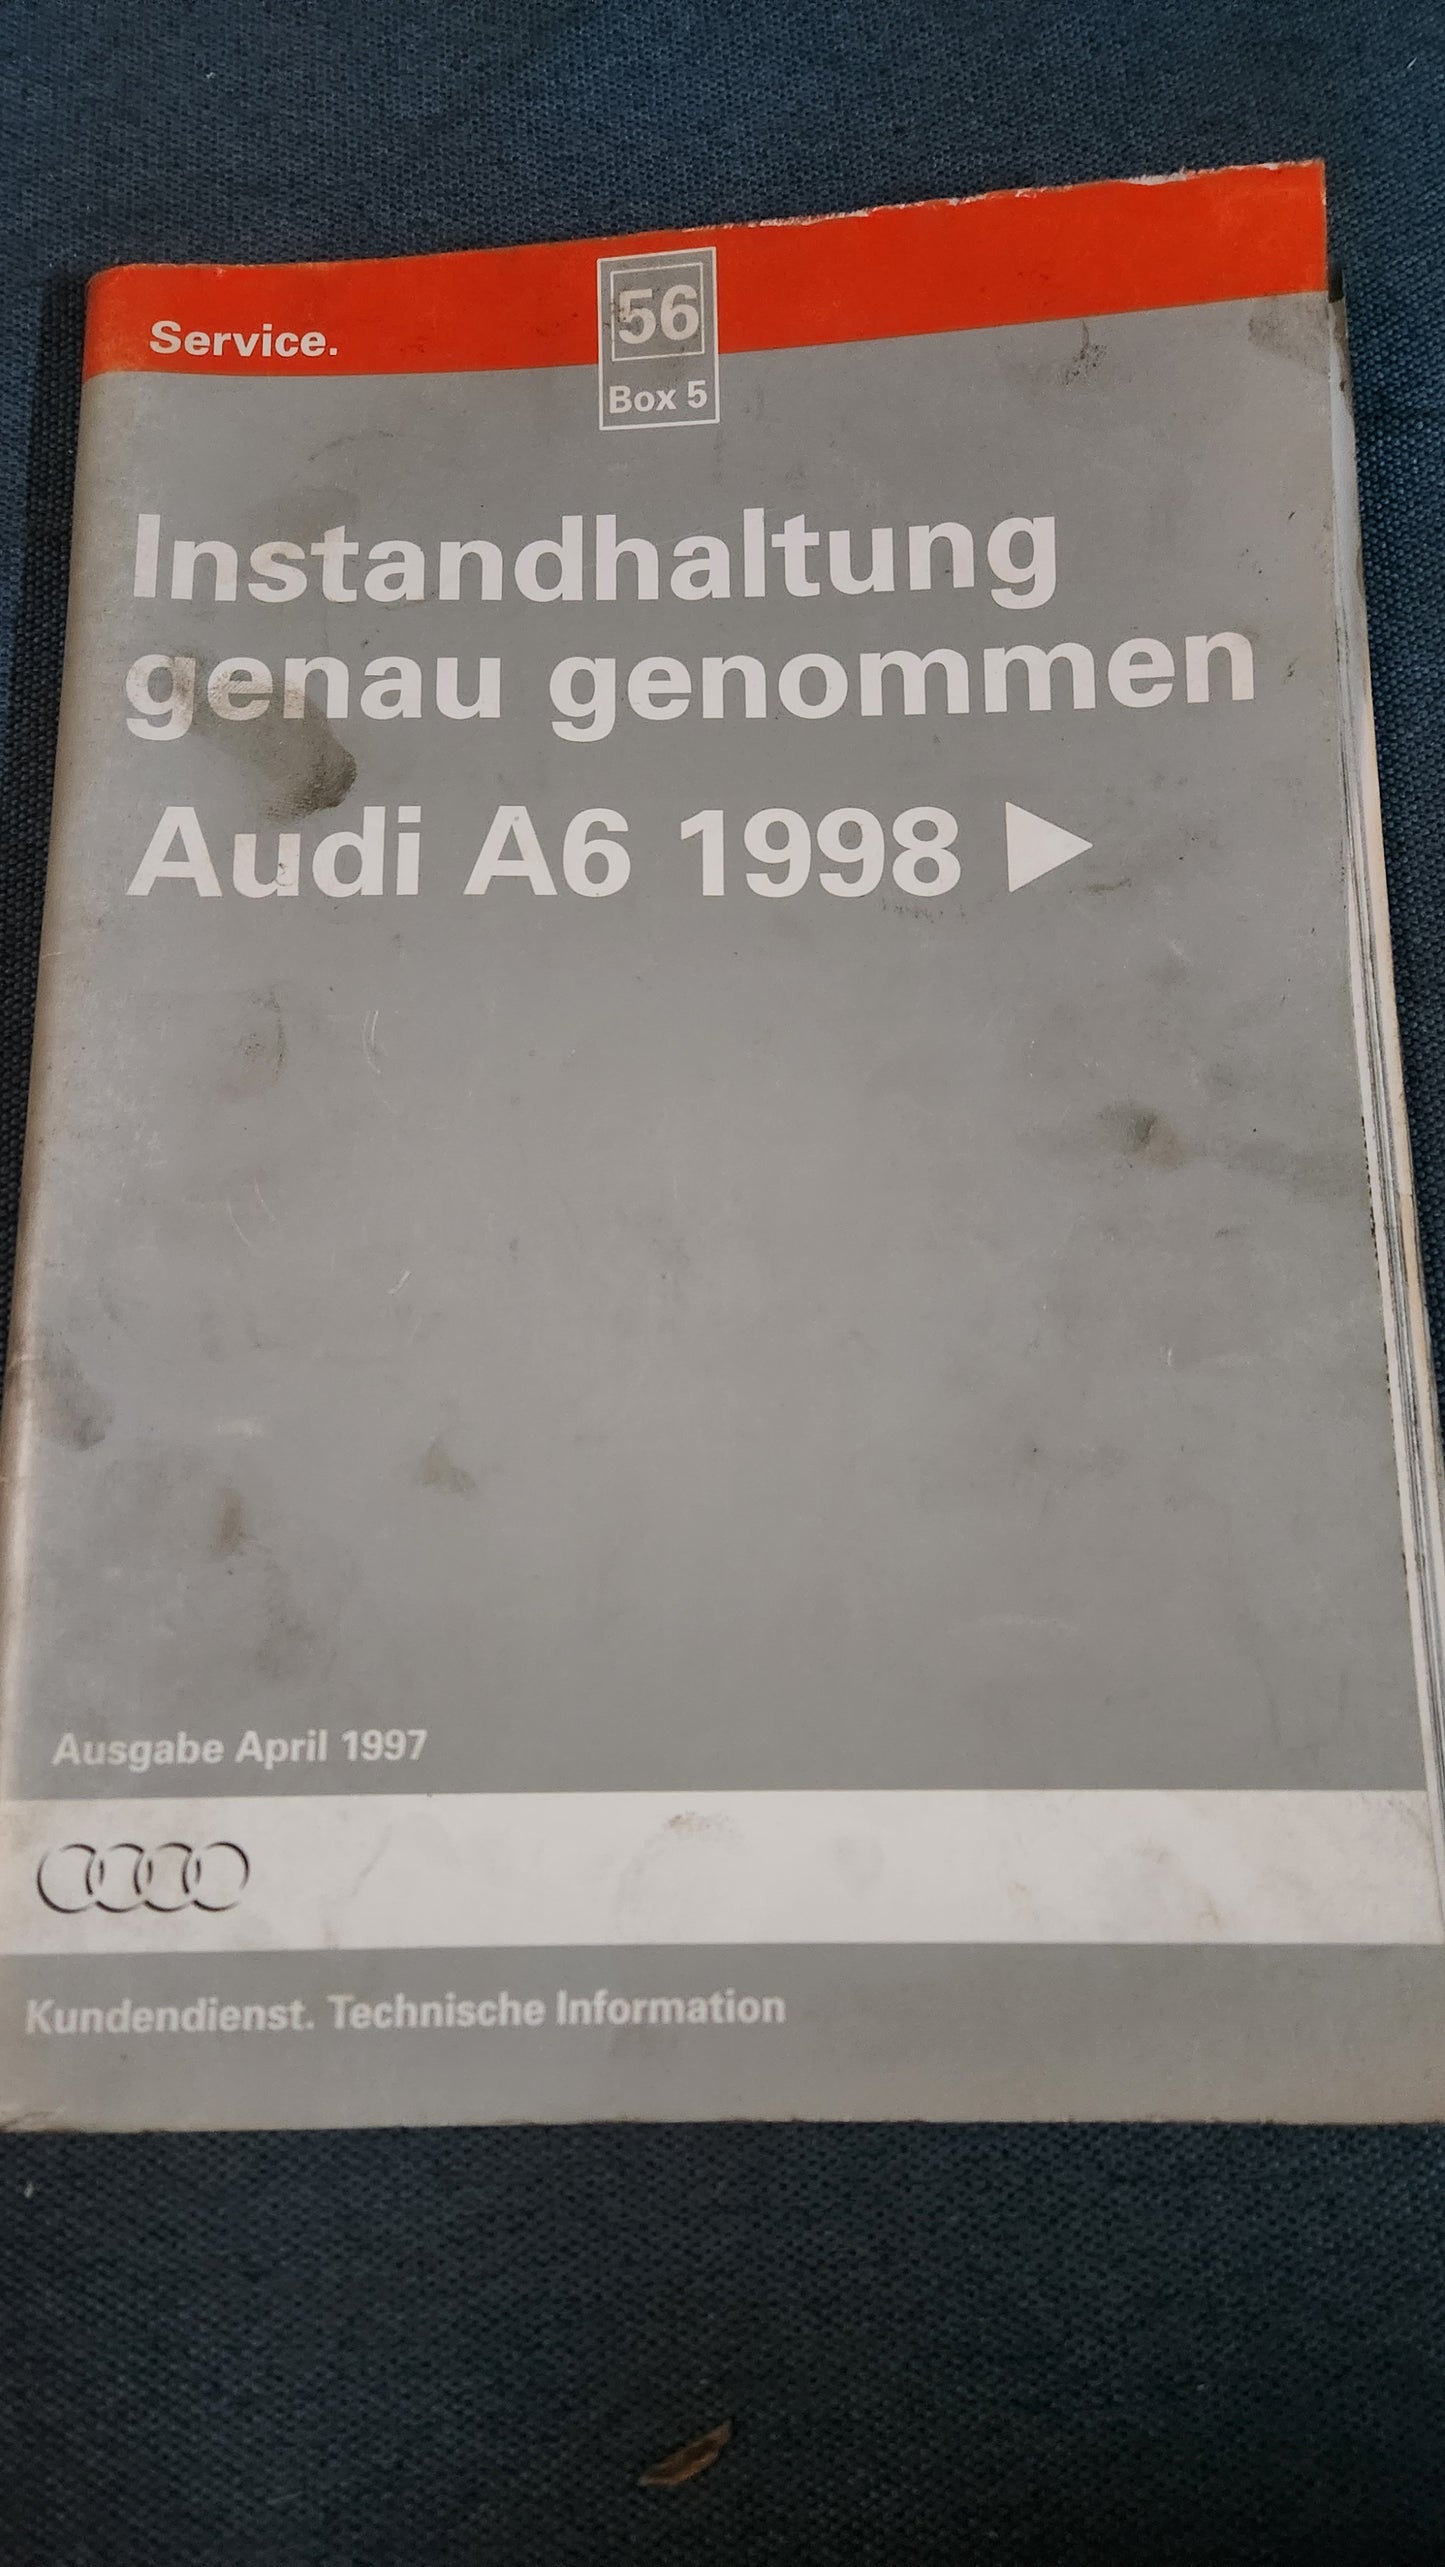 Service.
56
Box 5
Instandhaltung
genau genommen
Audi A6 1998 ▶
Ausgabe April 1997
Kundendienst. Technische Information